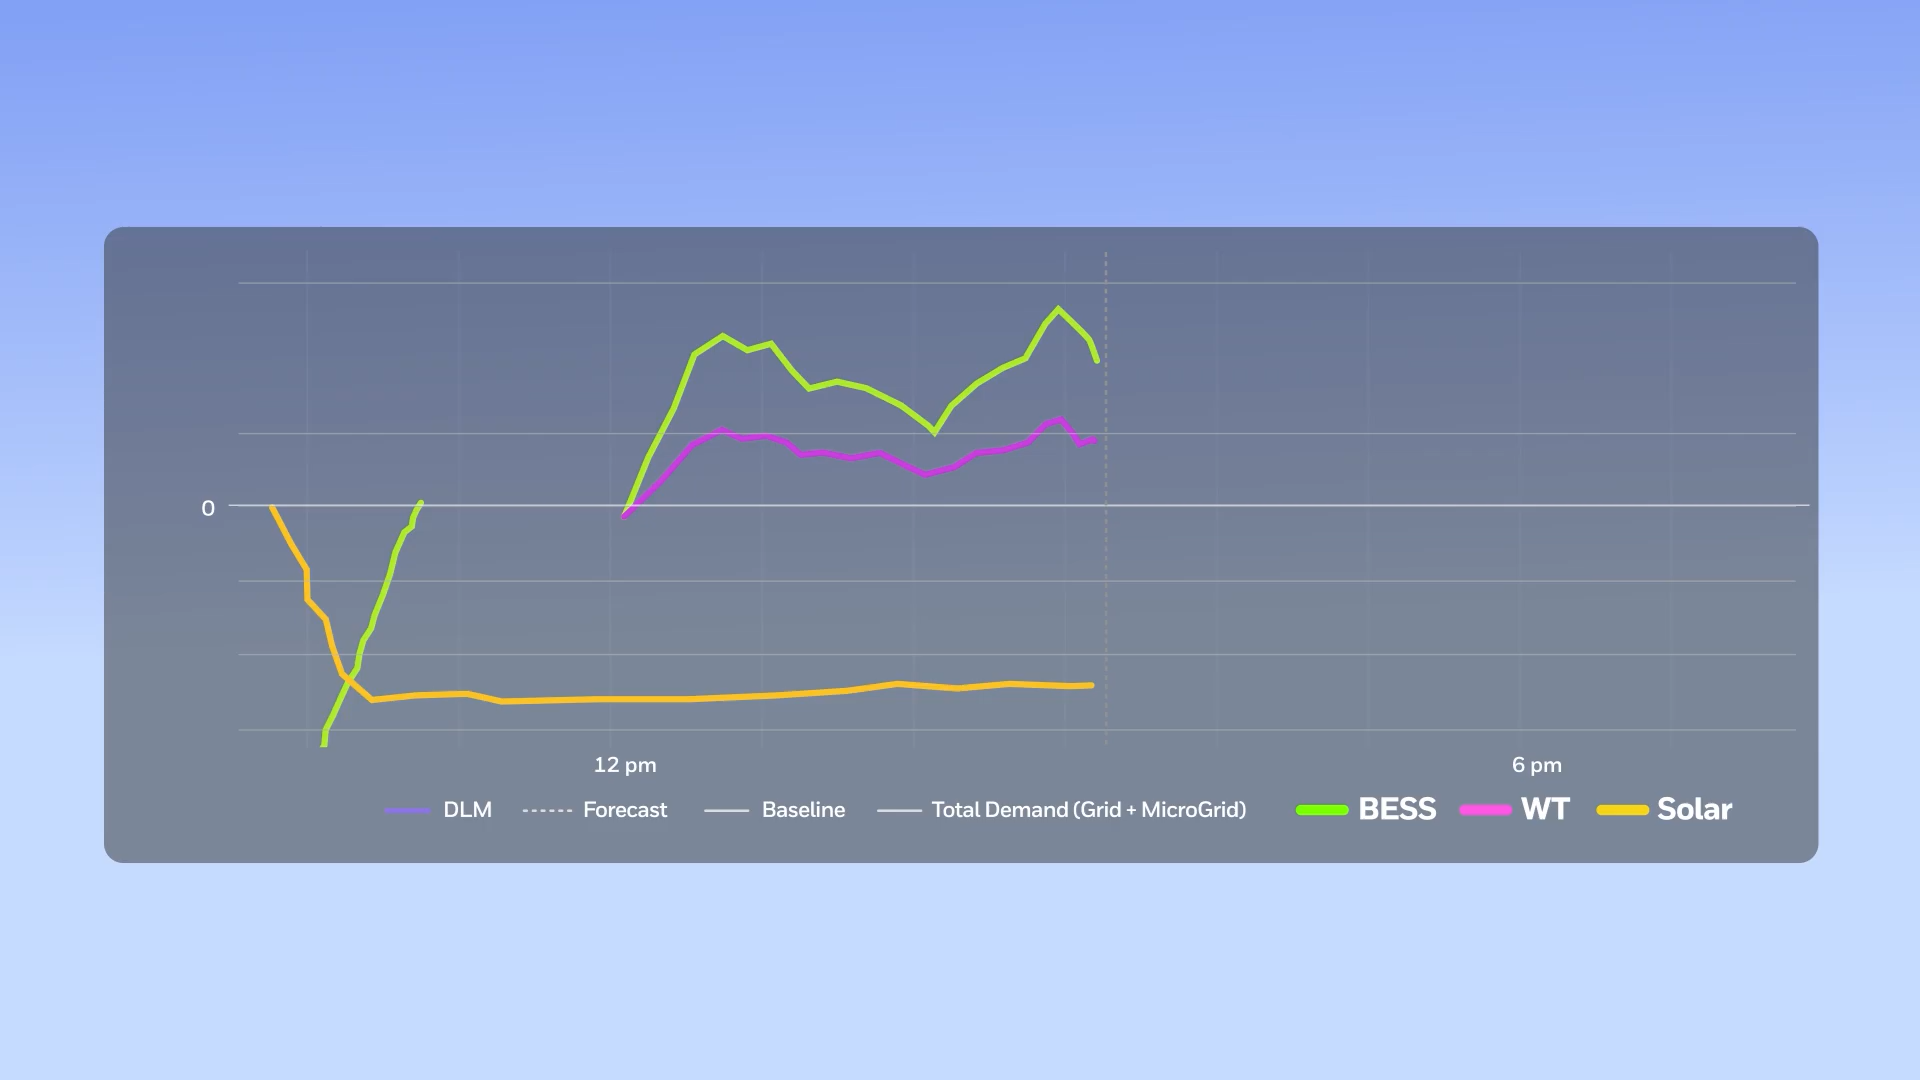 0
12 pm 6 pm
DLM Forecast Baseline Total Demand (Grid + MicroGrid) BESS WT Solar